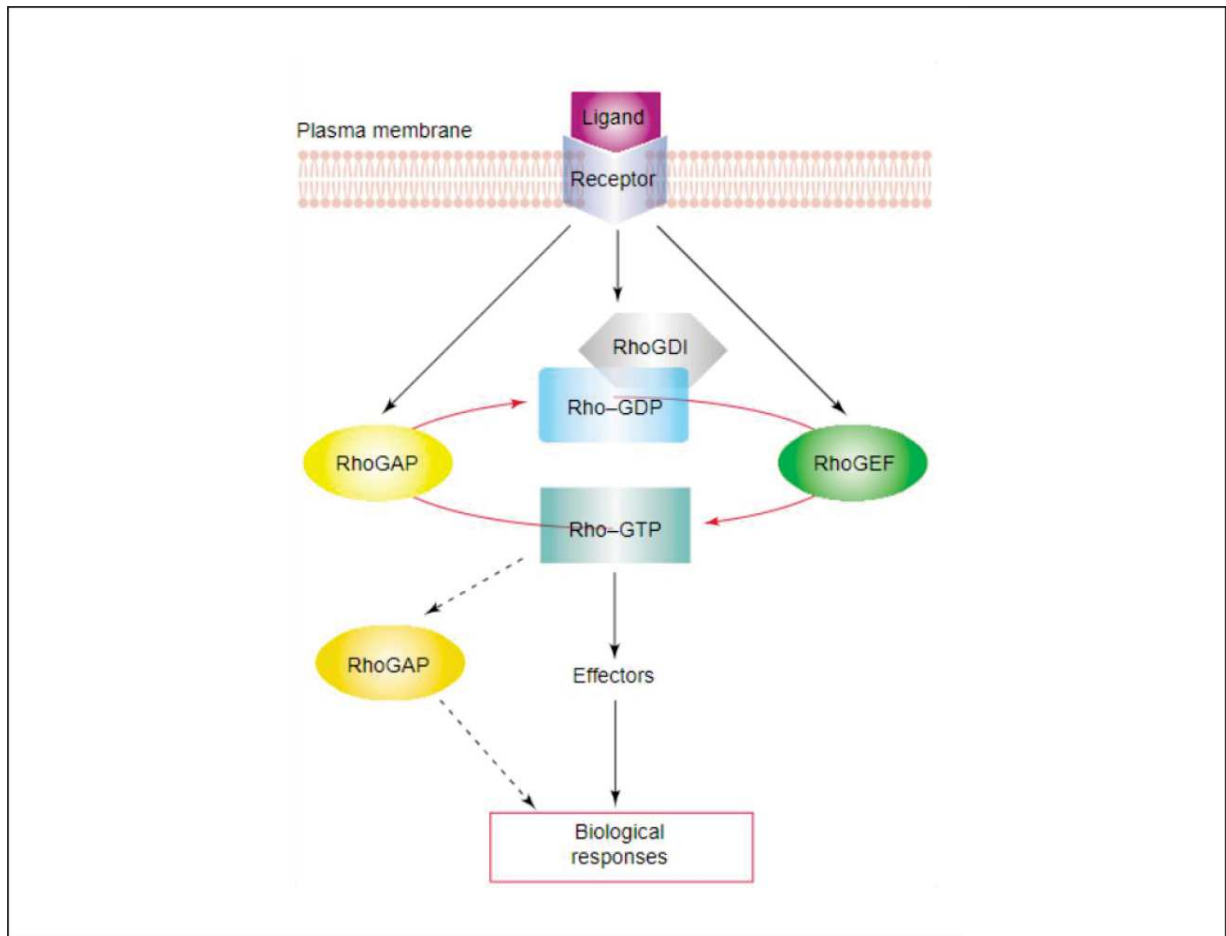 Ligand
Plasma membrane
Receptor
RhoGDI
Rho–GDP
RhoGAP
RhoGEF
Rho–GTP
RhoGAP
Effectors
Biological
responses